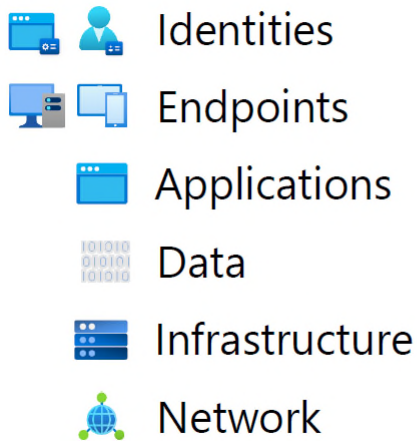 Identities
Endpoints
Applications
Data
Infrastructure
Network